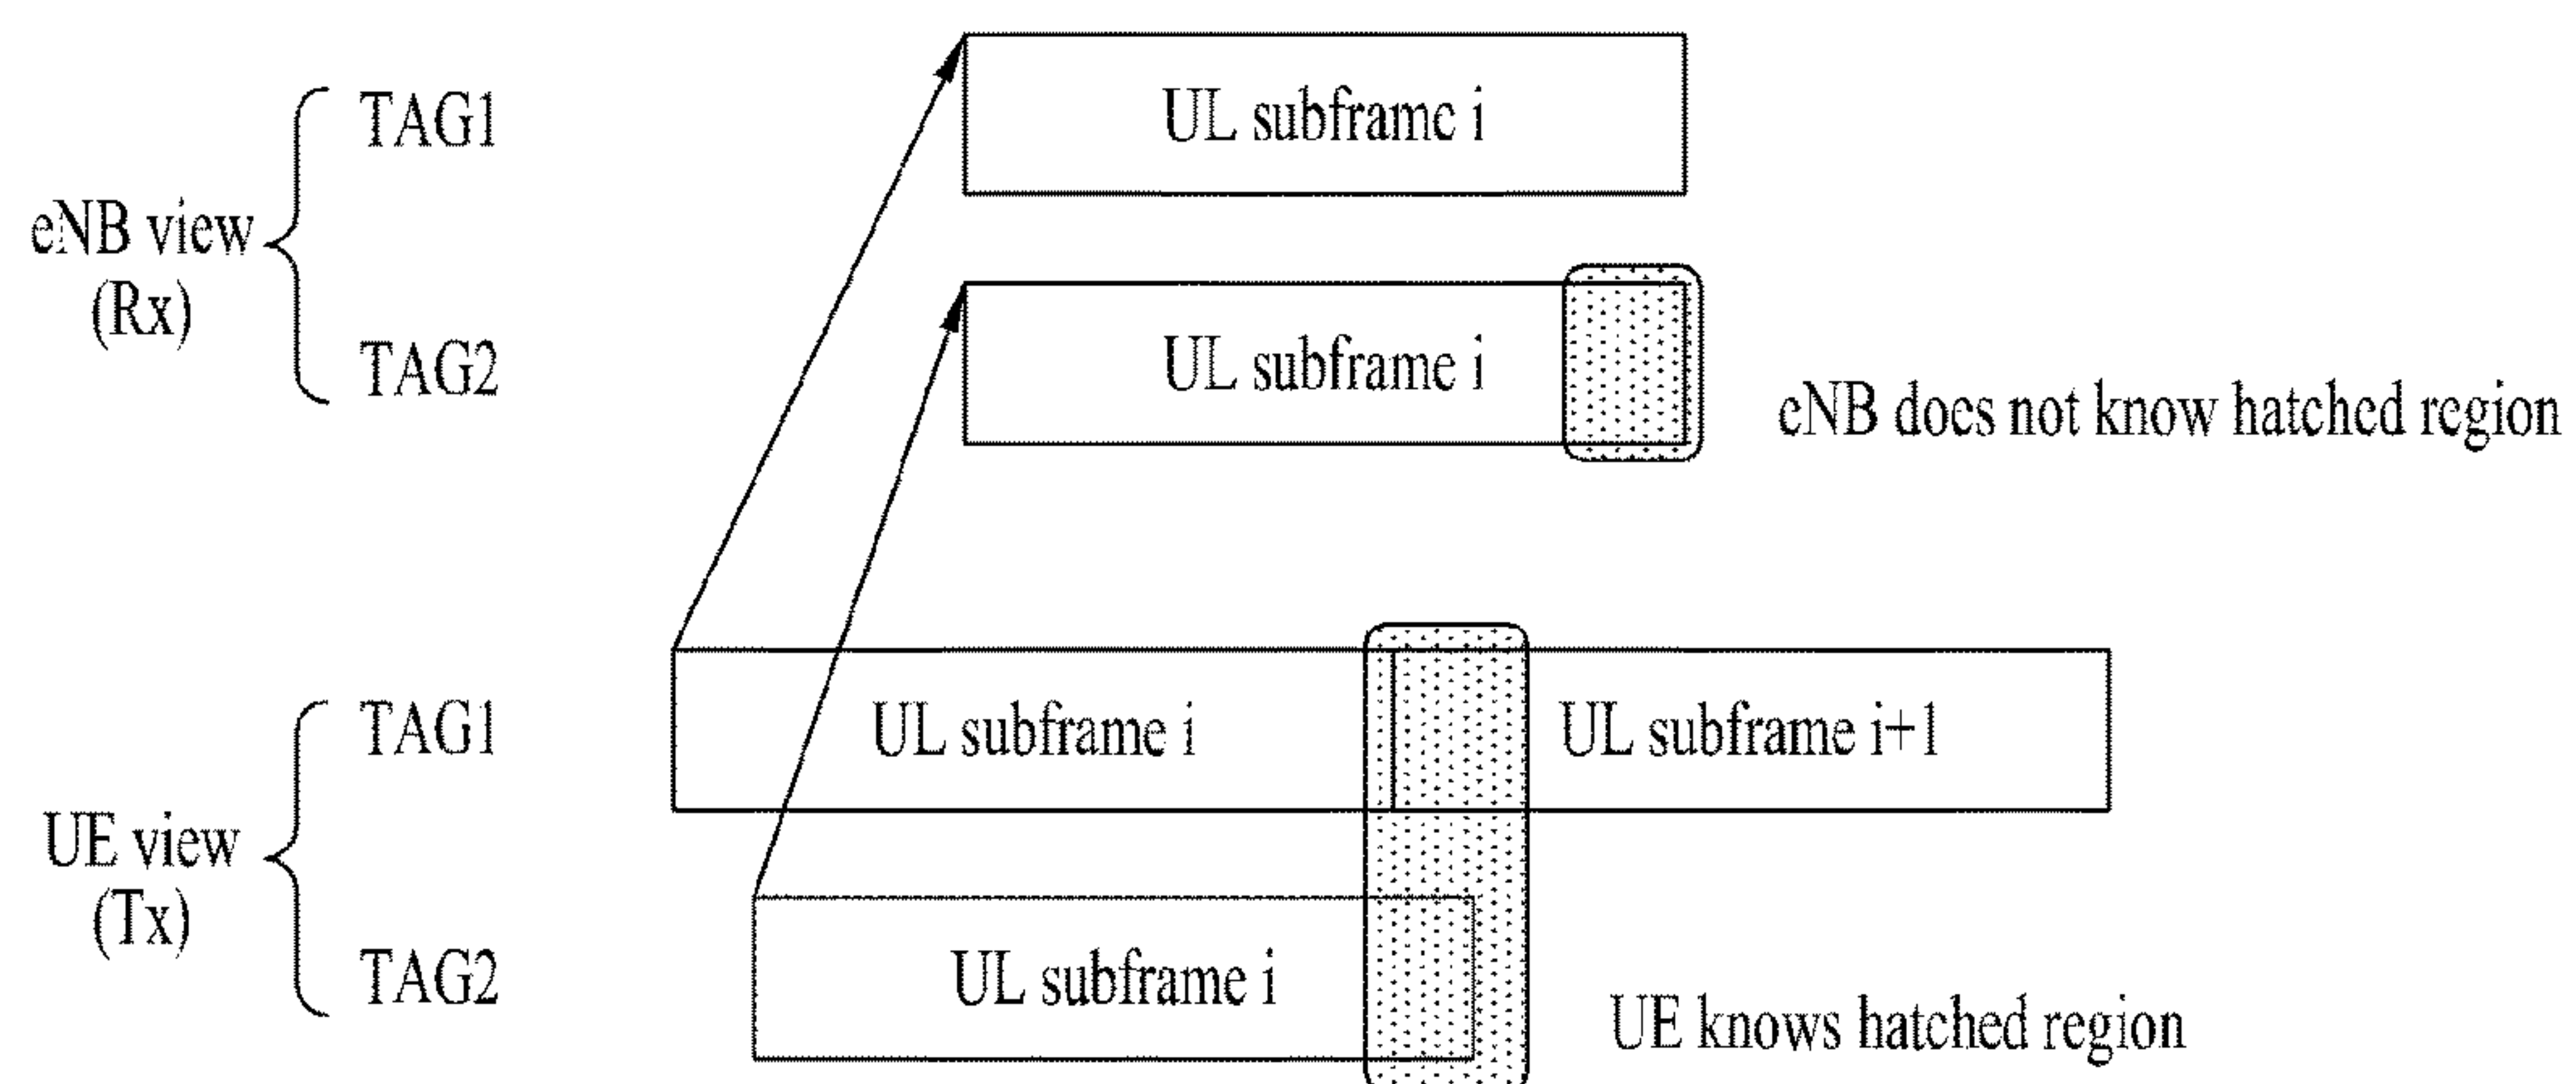 TAG1
UL subframe i
eNB view
(Rx)
TAG2
UL subframe i
eNB does not know hatched region
TAG1
UL subframe i
UL subframe i+1
UE view
(Tx)
TAG2
UL subframe i
UE knows hatched region